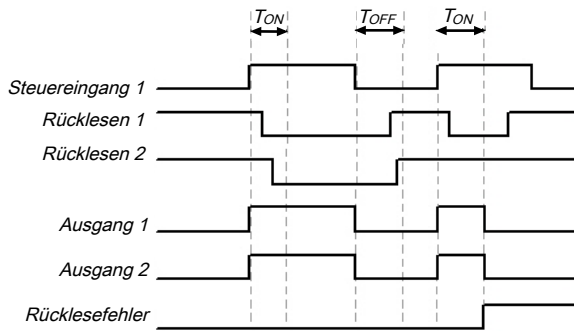 TON TOFF TON
Steuereingang 1
Rücklesen 1
Rücklesen 2
Ausgang 1
Ausgang 2
Rücklesefehler